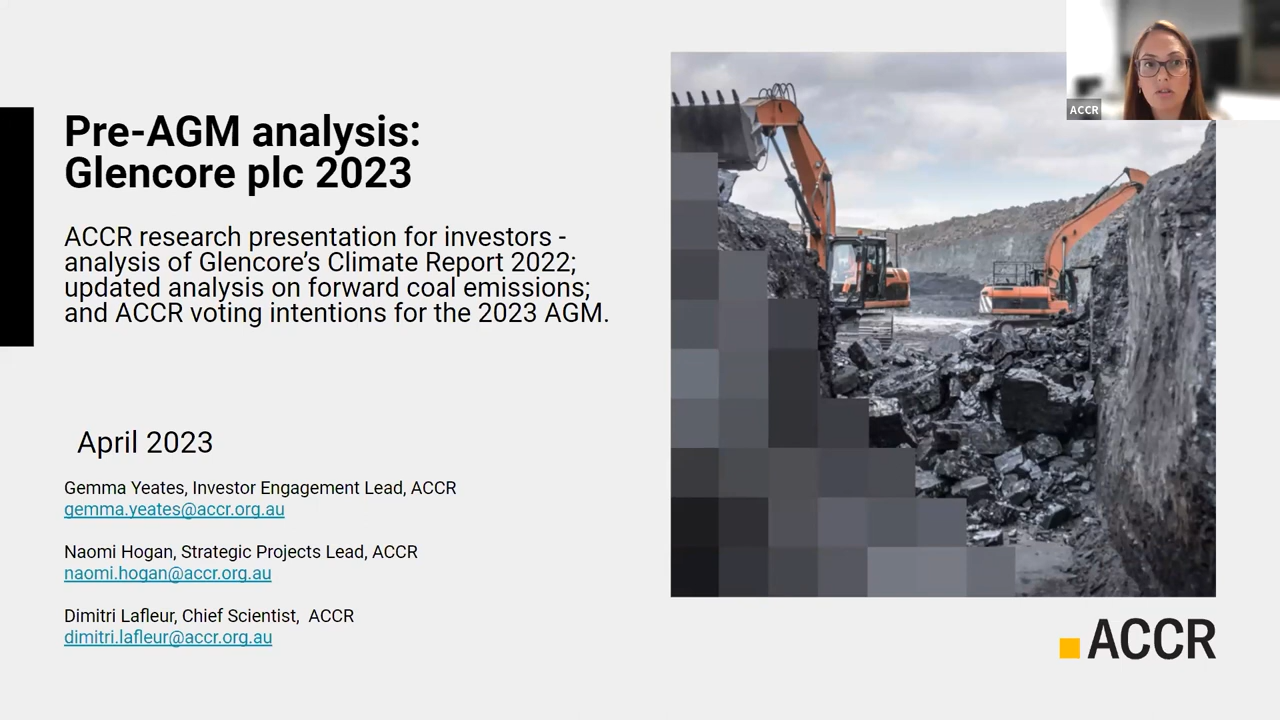 Pre-AGM analysis:
Glencore plc 2023
ACCR research presentation for investors -
analysis of Glencore’s Climate Report 2022;
updated analysis on forward coal emissions;
and ACCR voting intentions for the 2023 AGM.
April 2023
Gemma Yeates, Investor Engagement Lead, ACCR
gemma.yeates@accr.org.au
Naomi Hogan, Strategic Projects Lead, ACCR
naomi.hogan@accr.org.au
Dimitri Lafleur, Chief Scientist,  ACCR
dimitri.lafleur@accr.org.au
ACCR
ACCR